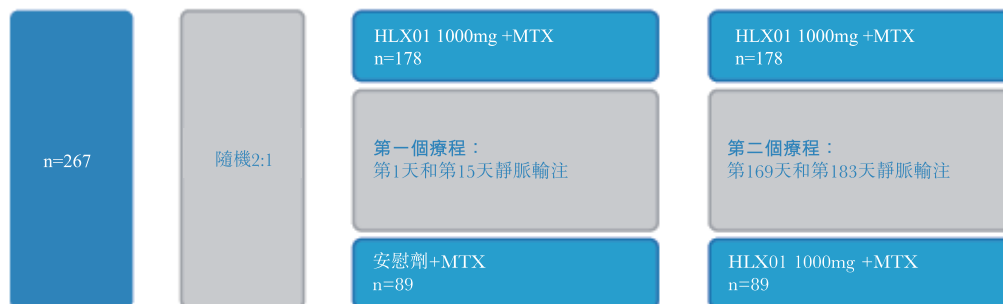 n=267
隨機2:1
HLX01 1000mg +MTX
n=178
第一個療程：
第1天和第15天靜脈輸注
安慰劑+MTX
n=89
HLX01 1000mg +MTX
n=178
第二個療程：
第169天和第183天靜脈輸注
HLX01 1000mg +MTX
n=89